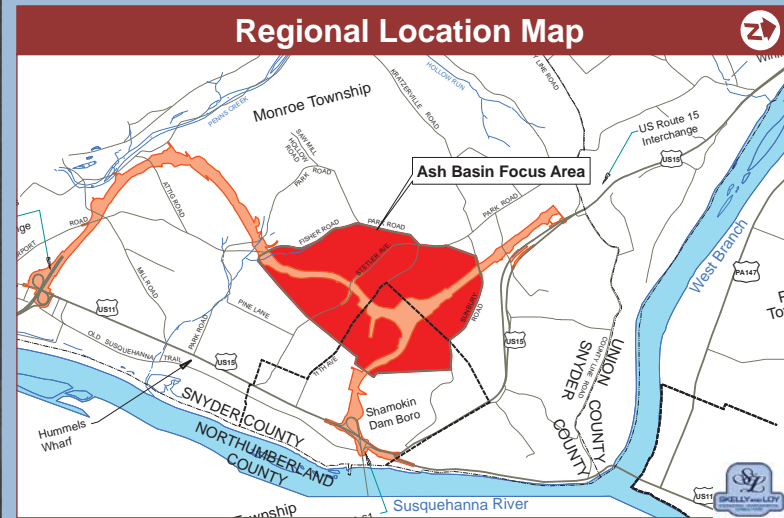 Regional Location Map
Z
HOLLOW RUN
KRATZERVILLE ROAD
Y LINE ROAD
PENNS CREEK
Monroe Township
US Route 15
Interchange
US15
SAW MILL
HOLLOW
ROAD
PARK ROAD
Ash Basin Focus Area
ATTIG ROAD
ROAD
PARK ROAD
FISHER ROAD
PARK ROAD
West Branch
STETLER AVE
PA147
MILL ROAD
PINE LANE
SUNBURY
ROAD
US11
PARK ROAD
OLD SUSQUEHANNA TRAIL
US15
11TH AVE
US15
UNION COUNTY
COUNTY LINE ROAD
SNYDER
COUNTY
Hummels
Wharf
SNYDER COUNTY
Shamokin
Dam Boro
NORTHUMBERLAND
COUNTY
Susquehanna River
US11
SL
SKELLY AND LOY